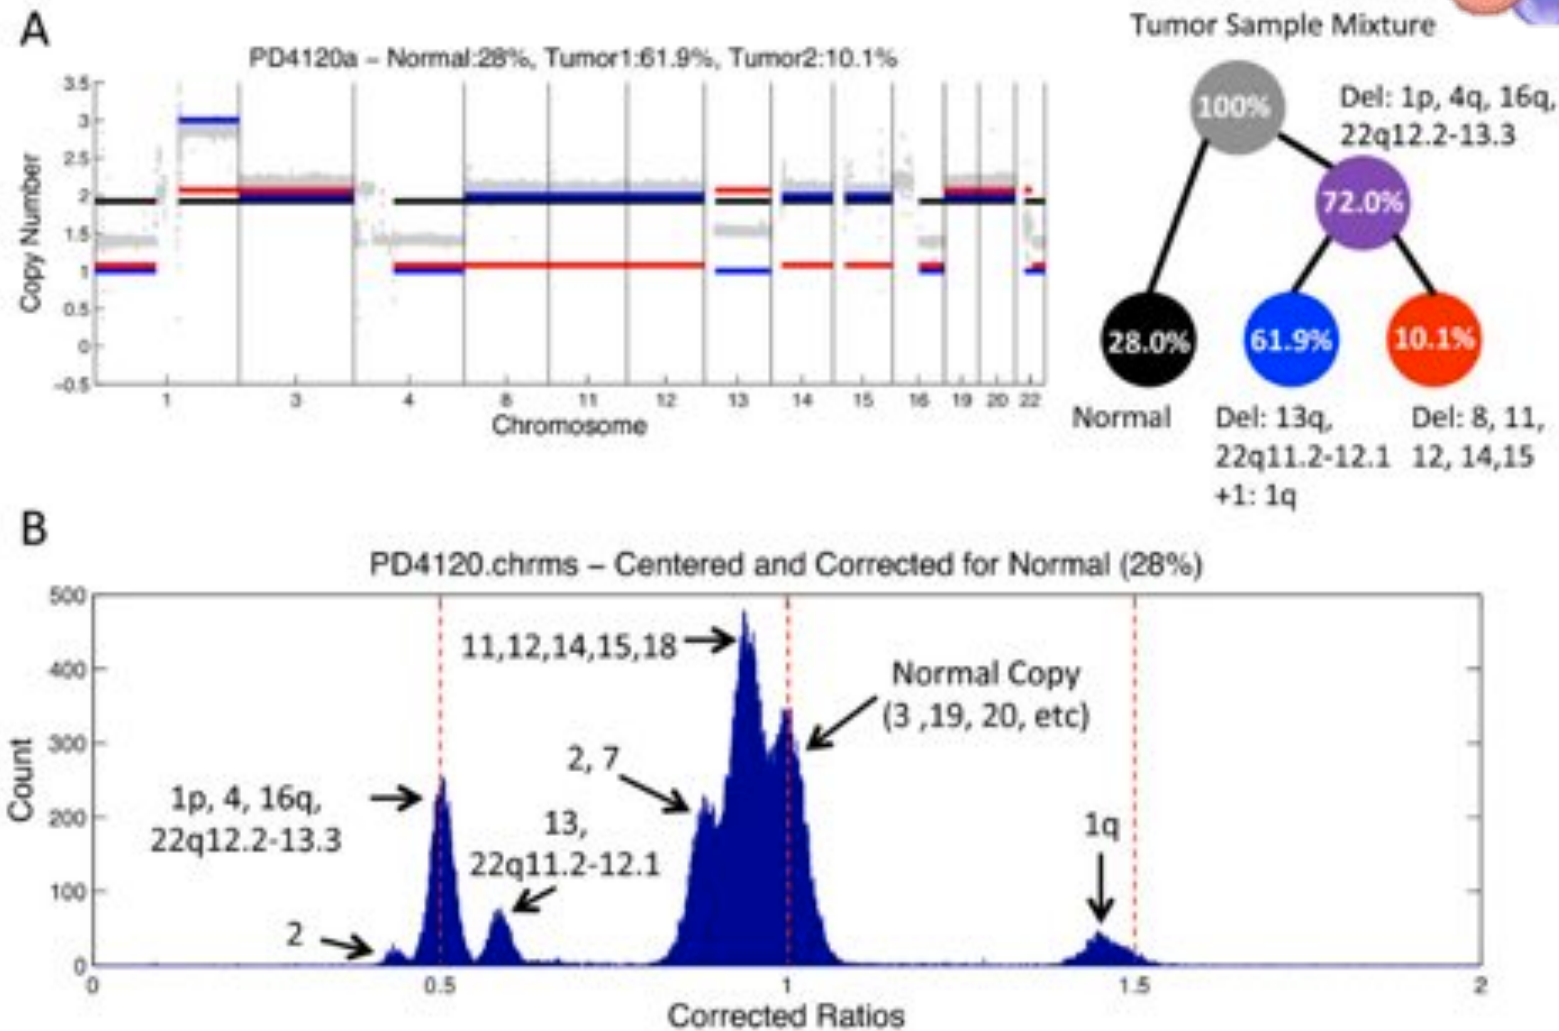 A
PD4120a – Normal:28%, Tumor1:61.9%, Tumor2:10.1%
3.5
3
2.5
2
1.5
1
0.5
0
−0.5
Copy Number
1 3 4 8 11 12 13 14 15 16 19 20 22
Chromosome
Tumor Sample Mixture
100%
Del: 1p, 4q, 16q,
22q12.2-13.3
72.0%
28.0% 61.9% 10.1%
Normal
Del: 13q,
22q11.2-12.1
+1: 1q
Del: 8, 11,
12, 14,15
B
PD4120.chrms – Centered and Corrected for Normal (28%)
500
400
300
200
100
0
Count
11,12,14,15,18
Normal Copy
(3 ,19, 20, etc)
2, 7
1p, 4, 16q,
22q12.2-13.3
13,
22q11.2-12.1
1q
2
0 0.5 1 1.5 2
Corrected Ratios